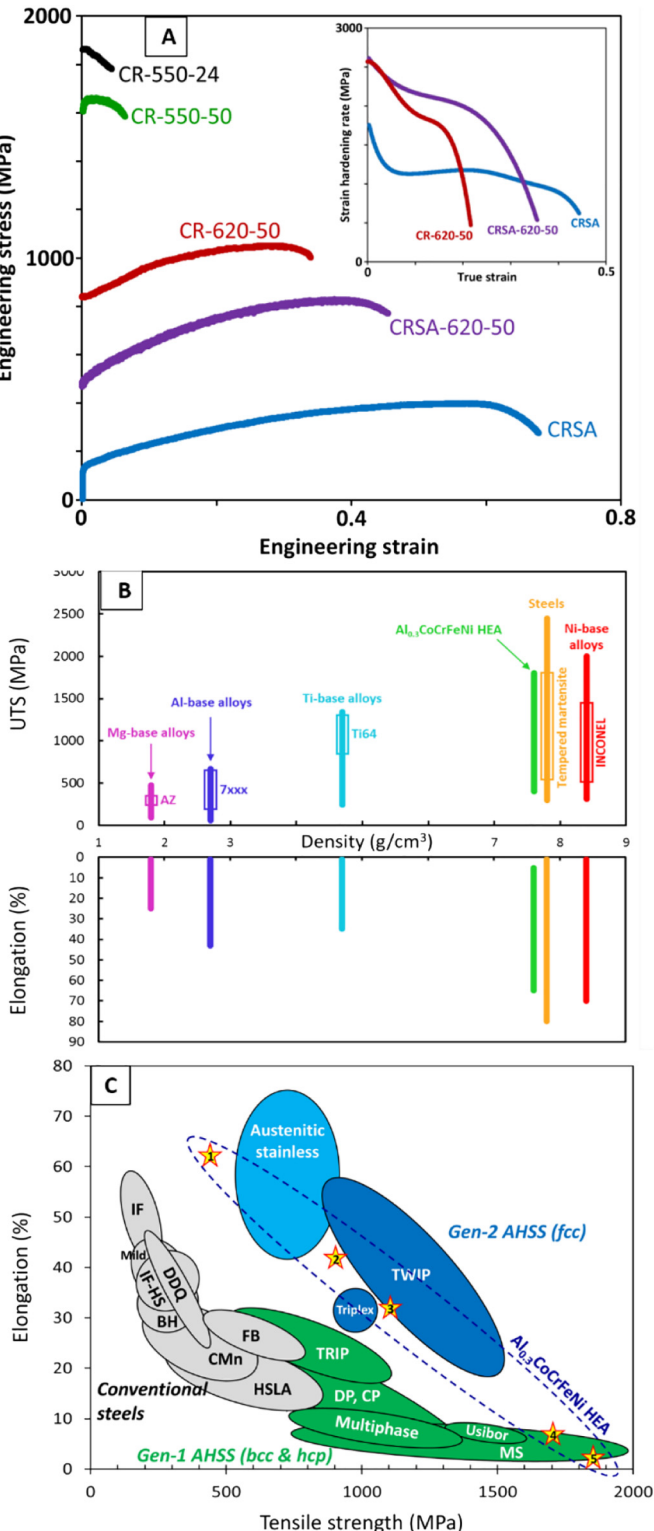 2000
A
CR-550-24
CR-550-50
CR-620-50
1000
CRSA-620-50
CRSA
0
0
0.4
0.8
Engineering stress (MPa)
Engineering strain
3000
Strain hardening rate (MPa)
CR-620-50
CRSA-620-50
CRSA
0
0
0.5
True strain
B
3000
2500
2000
1500
1000
500
0
UTS (MPa)
Mg-base alloys
AZ
Al-base alloys
7xxx
Ti-base alloys
Ti64
Al0.3CoCrFeNi HEA
Steels
Tempered martensite
Ni-base
alloys
INCONEL
1 2 3 Density (g/cm³) 7 8 9
0
10
20
30
40
50
60
70
80
90
Elongation (%)
C
80
70
60
50
40
30
20
10
0
Elongation (%)
1
Austenitic
stainless
IF
Gen-2 AHSS (fcc)
2
Mild
DDQ
IF-HS
TWIP
3
Triplex
BH
FB
TRIP
CMn
Al0.3CoCrFeNi HEA
HSLA
DP, CP
Conventional
steels
Multiphase
Usibor
4
MS
5
Gen-1 AHSS (bcc & hcp)
0 500 1000 1500 2000
Tensile strength (MPa)